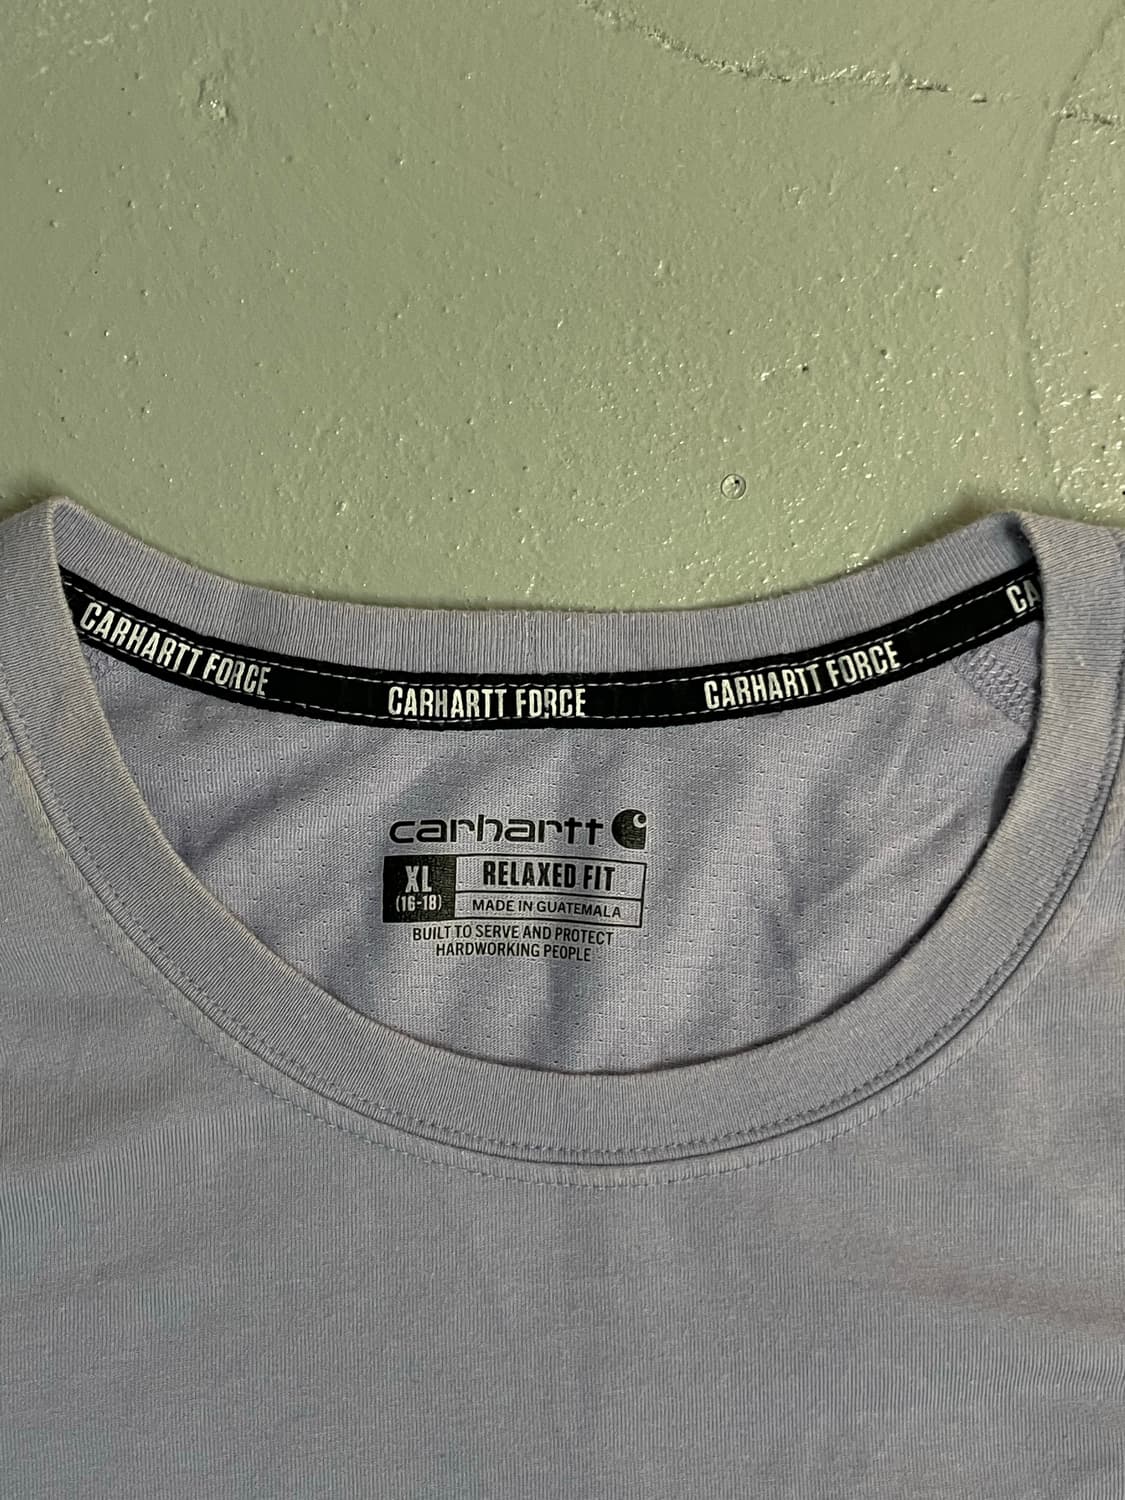 CARHARTT FORCE
CARHARTT FORCE
CARHARTT FORCE
CA
carhartt
XL
(16-18)
RELAXED FIT
MADE IN GUATEMALA
BUILT TO SERVE AND PROTECT
HARDWORKING PEOPLE